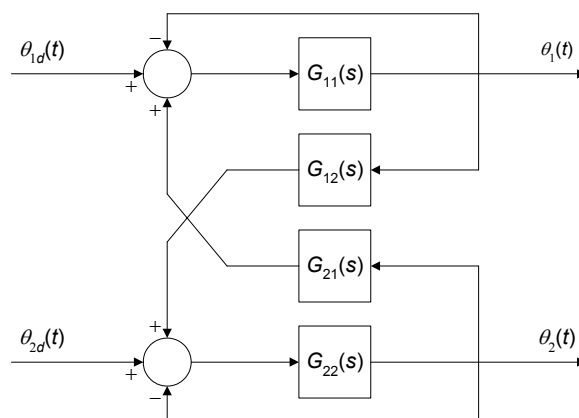 −
θ1d(t) + + G11(s) θ1(t)
G12(s)
G21(s)
+
θ2d(t) + − G22(s) θ2(t)